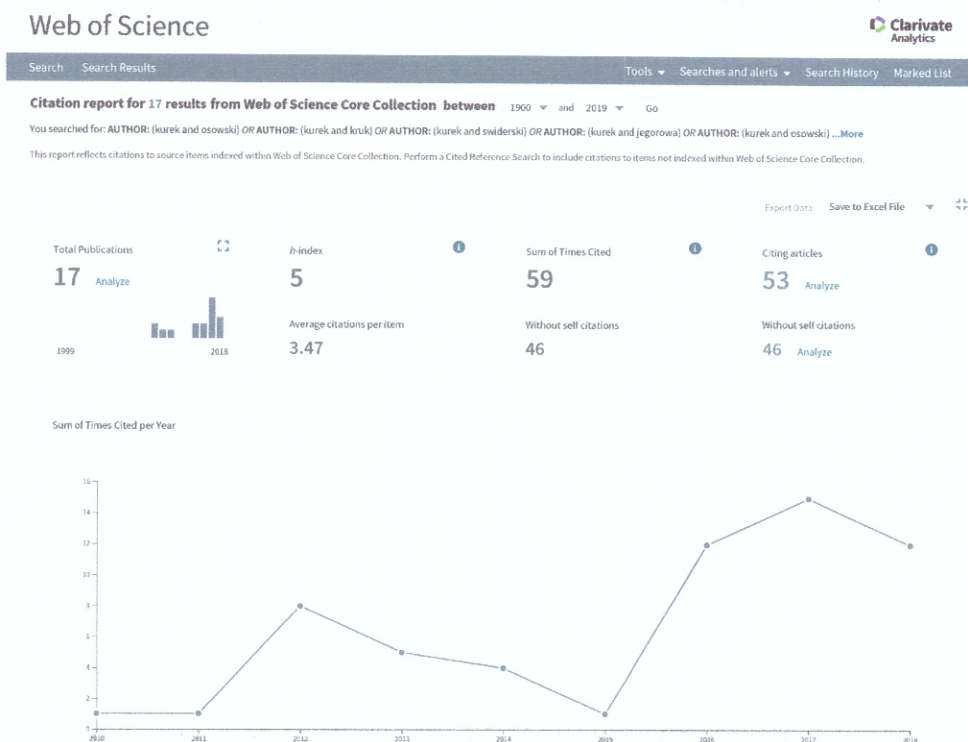 Web of Science
Clarivate
Analytics
Search Search Results
Tools Searches and alerts Search History Marked List
Citation report for 17 results from Web of Science Core Collection between 1900 and 2019 Go
You searched for: AUTHOR: (kurek and osowski) OR AUTHOR: (kurek and kruk) OR AUTHOR: (kurek and swiderski) OR AUTHOR: (kurek and jegorowa) OR AUTHOR: (kurek and osowski) ...More
This report reflects citations to source items indexed within Web of Science Core Collection. Perform a Cited Reference Search to include citations to items not indexed within Web of Science Core Collection.
Export Data: Save to Excel File
Total Publications
17 Analyze
1999 2018
h-index
5
Average citations per item
3.47
Sum of Times Cited
59
Without self citations
46
Citing articles
53 Analyze
Without self citations
46 Analyze
Sum of Times Cited per Year
16
14
12
10
8
6
4
2
0
2010 2011 2012 2013 2014 2015 2016 2017 2018